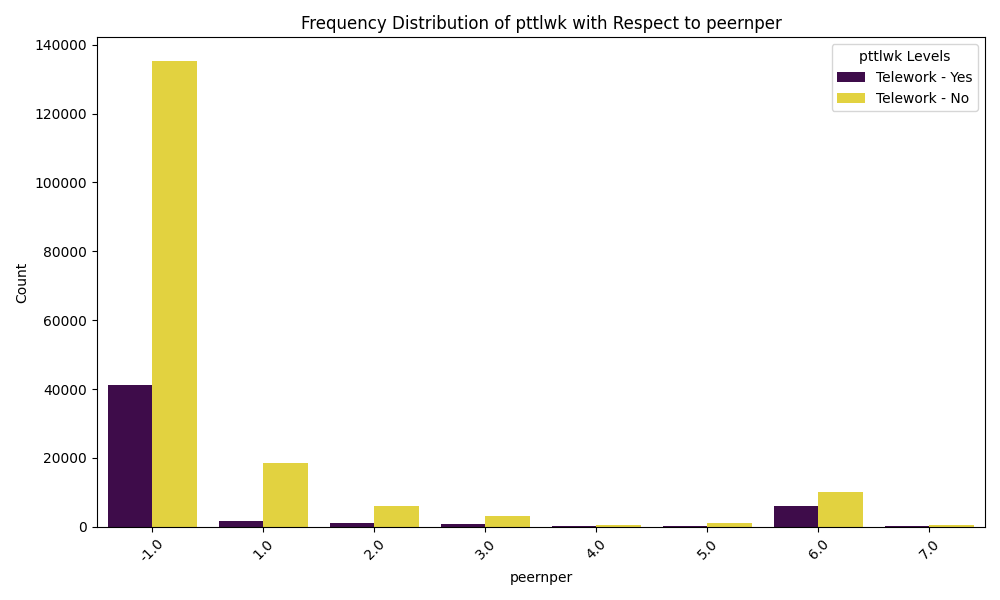 Frequency Distribution of pttlwk with Respect to peernper
pttlwk Levels
Telework - Yes
Telework - No
Count
140000
120000
100000
80000
60000
40000
20000
0
-1.0
1.0
2.0
3.0
4.0
5.0
6.0
7.0
peernper